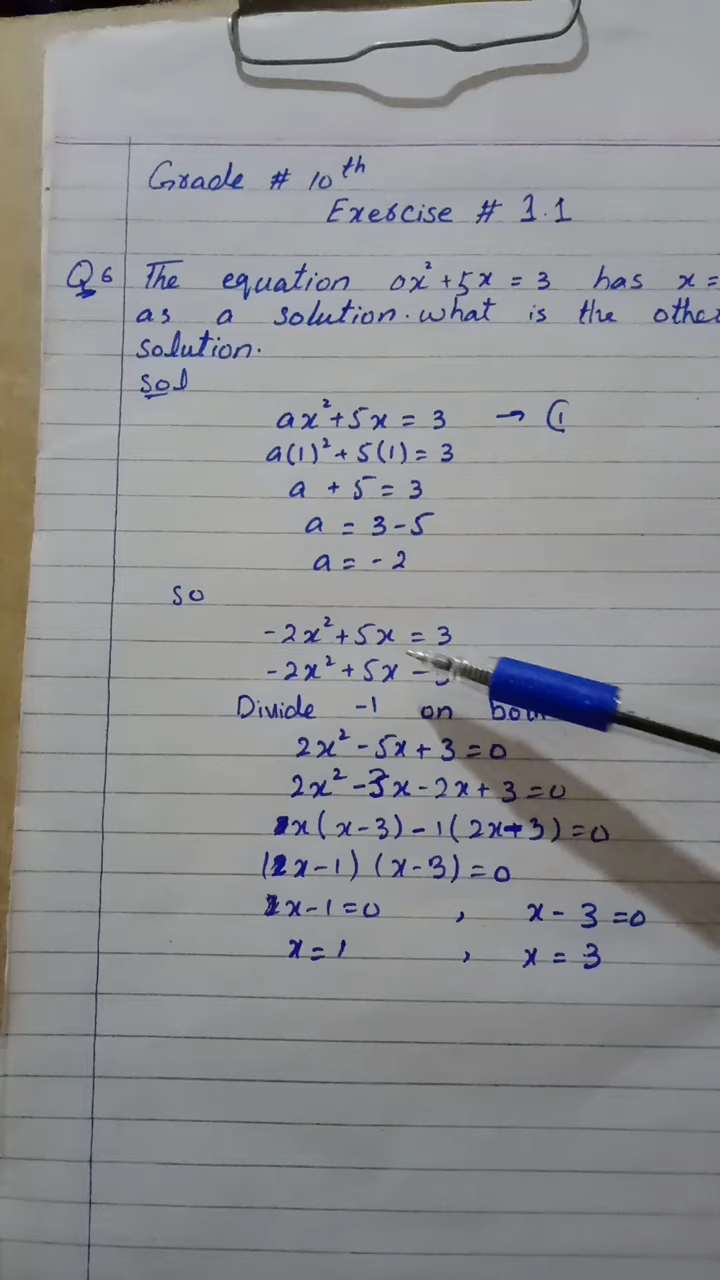 Grade # 10th
Exercise # 1.1
Q6 The equation ax²+5x = 3 has x =
as a solution. what is the othe
solution.
Sol
ax²+5x = 3 → (1
a(1)²+5(1) = 3
a + 5 = 3
a = 3-5
a = -2
so
-2x²+5x = 3
-2x²+5x -
Divide -1 on
2x²-5x+3=0
2x²-3x-2x+3=0
x(x-3)-1(2x-+3)=0
(2x-1)(x-3)=0
x-1=0 , x-3=0
x=1 , x = 3